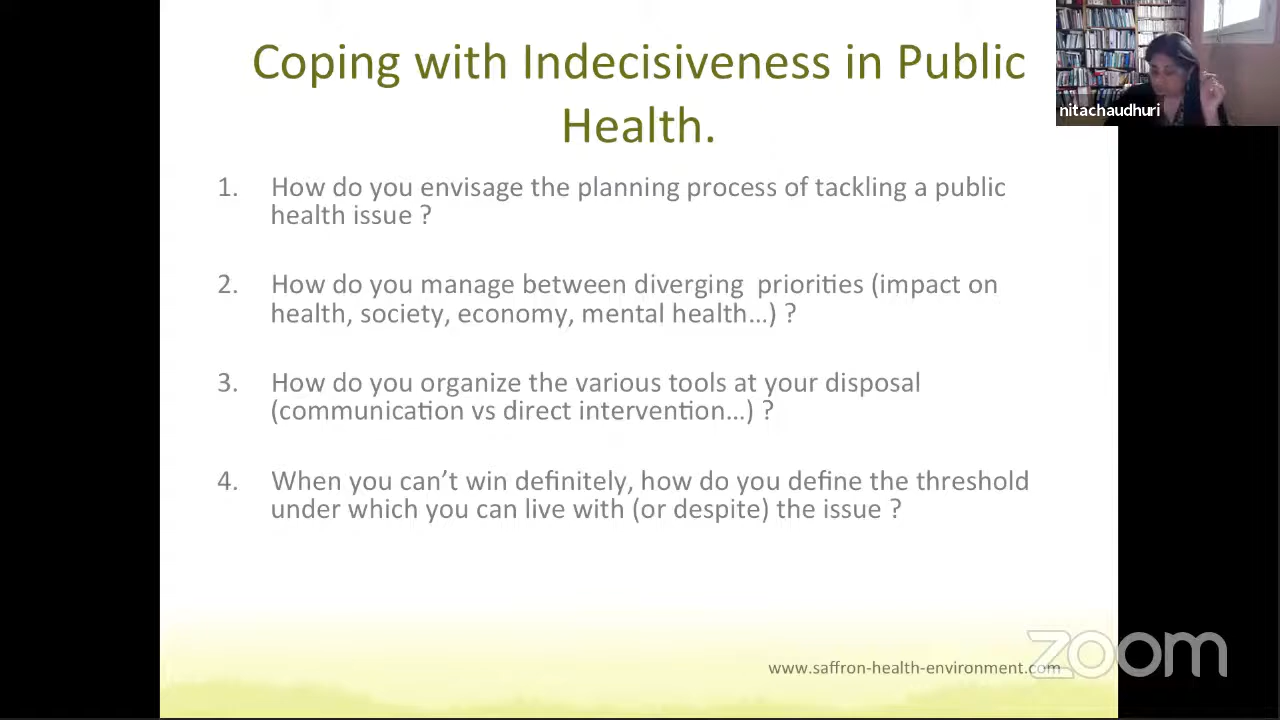 Coping with Indecisiveness in Public
Health.
nitachaudhuri
1. How do you envisage the planning process of tackling a public
health issue ?
2. How do you manage between diverging  priorities (impact on
health, society, economy, mental health…) ?
3. How do you organize the various tools at your disposal
(communication vs direct intervention…) ?
4. When you can’t win definitely, how do you define the threshold
under which you can live with (or despite) the issue ?
www.saffron-health-environment.com
zoom